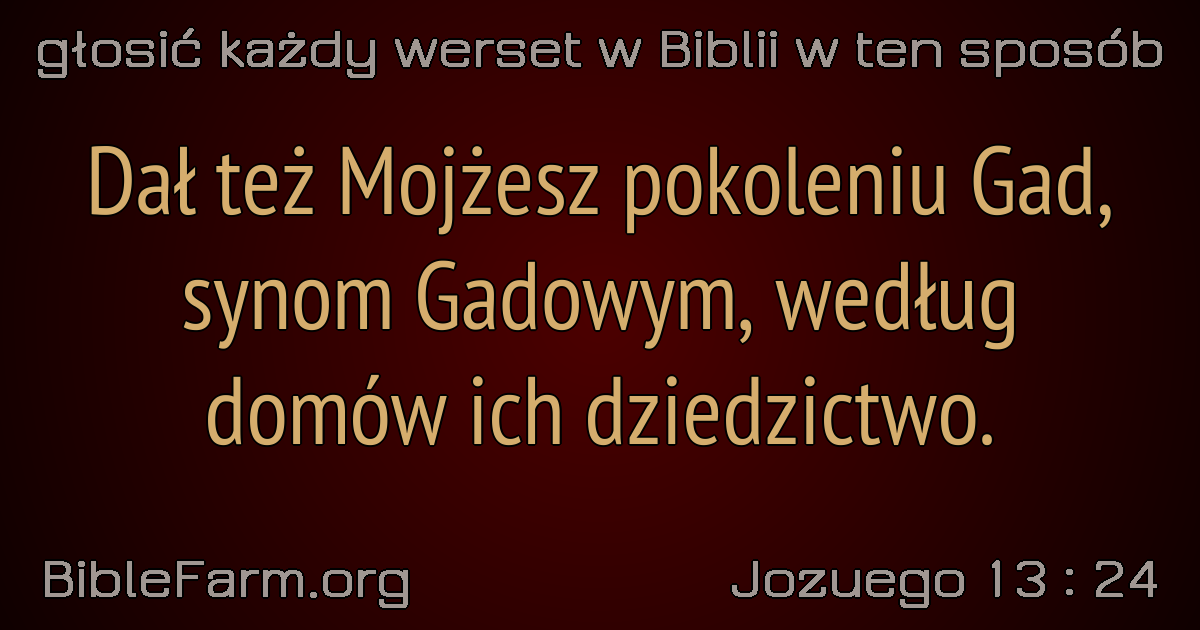 głosić każdy werset w Biblii w ten sposób
Dał też Mojżesz pokoleniu Gad,
synom Gadowym, według
domów ich dziedzictwo.
BibleFarm.org
Jozuego 13 : 24